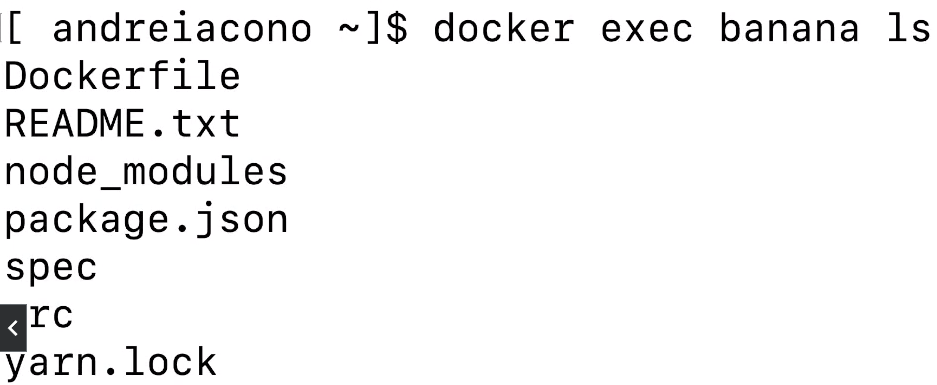 [ andreiacono ~]$ docker exec banana ls
Dockerfile
README.txt
node_modules
package.json
spec
rc
yarn.lock